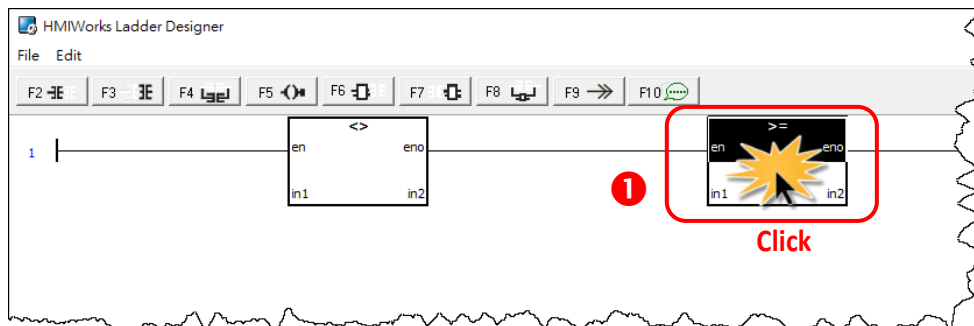 HMIWorks Ladder Designer
File Edit
F2 F3 F4 F5 F6 F7 F8 F9 F10
<> >=
1 en eno en eno
in1 in2 ❶ in1 in2
Click